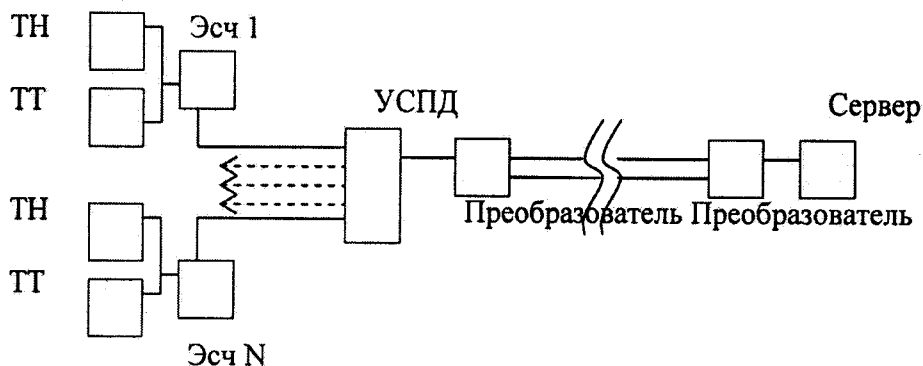 ТН
Эсч 1
ТТ
УСПД
Сервер
ТН
Преобразователь Преобразователь
ТТ
Эсч N